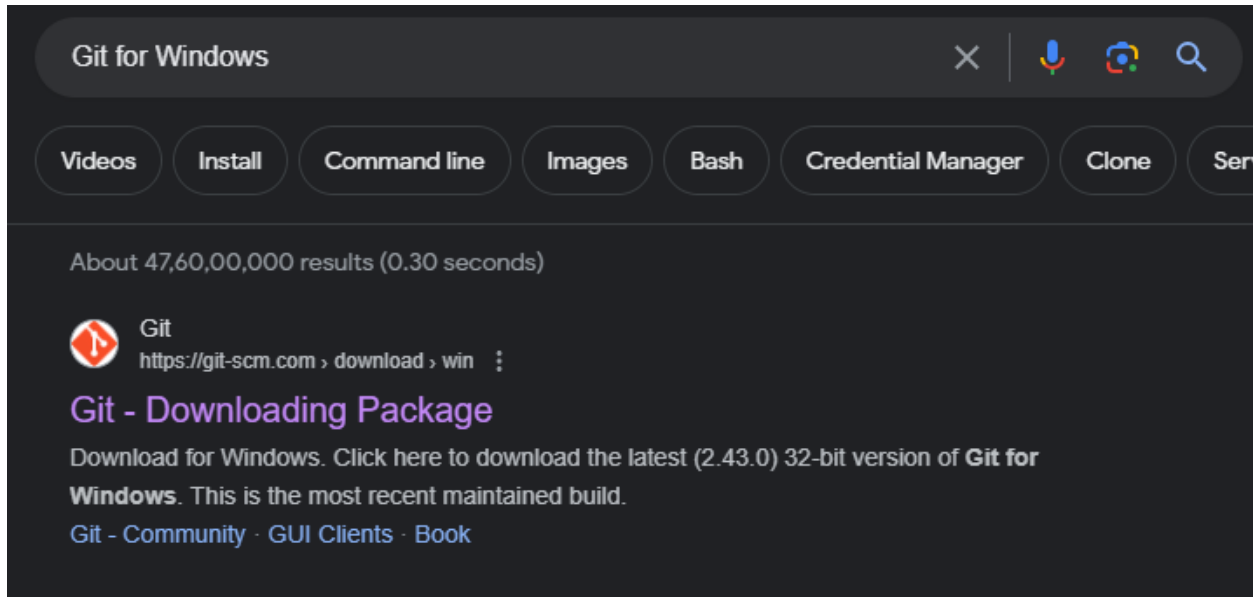 Git for Windows
Videos Install Command line Images Bash Credential Manager Clone Ser
About 47,60,00,000 results (0.30 seconds)
Git
https://git-scm.com › download › win
Git - Downloading Package
Download for Windows. Click here to download the latest (2.43.0) 32-bit version of Git for
Windows. This is the most recent maintained build.
Git - Community · GUI Clients · Book